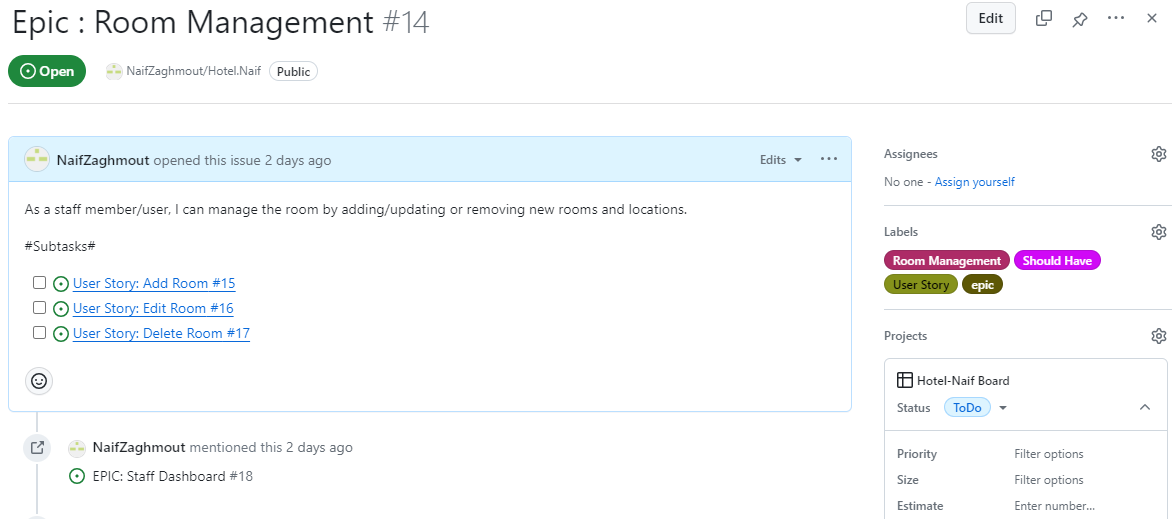 Epic : Room Management #14
Edit
Open
NaifZaghmout/Hotel.Naif
Public
NaifZaghmout opened this issue 2 days ago
Edits
As a staff member/user, I can manage the room by adding/updating or removing new rooms and locations.
#Subtasks#
User Story: Add Room #15
User Story: Edit Room #16
User Story: Delete Room #17
NaifZaghmout mentioned this 2 days ago
EPIC: Staff Dashboard #18
Assignees
No one - Assign yourself
Labels
Room Management Should Have
User Story epic
Projects
Hotel-Naif Board
Status ToDo
Priority Filter options
Size Filter options
Estimate Enter number...